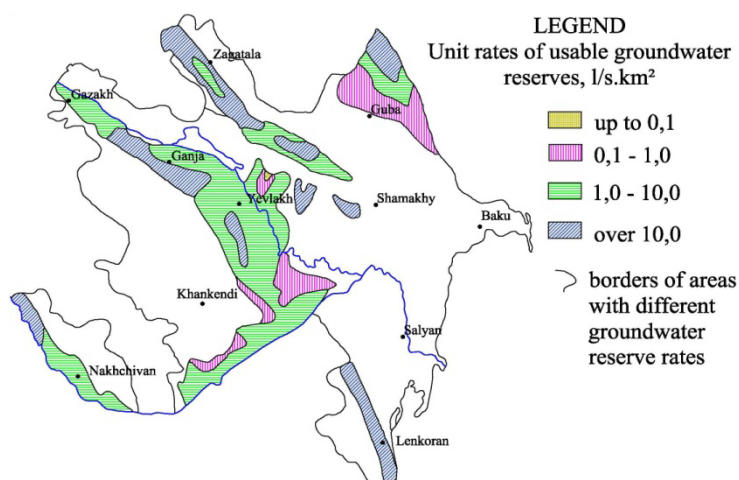 LEGEND
Unit rates of usable groundwater
reserves, l/s.km²
up to 0,1
0,1 - 1,0
1,0 - 10,0
over 10,0
borders of areas
with different
groundwater
reserve rates
Zagatala
Gazakh
Guba
Ganja
Yevlakh
Shamakhy
Baku
Khankendi
Salyan
Nakhchivan
Lenkoran